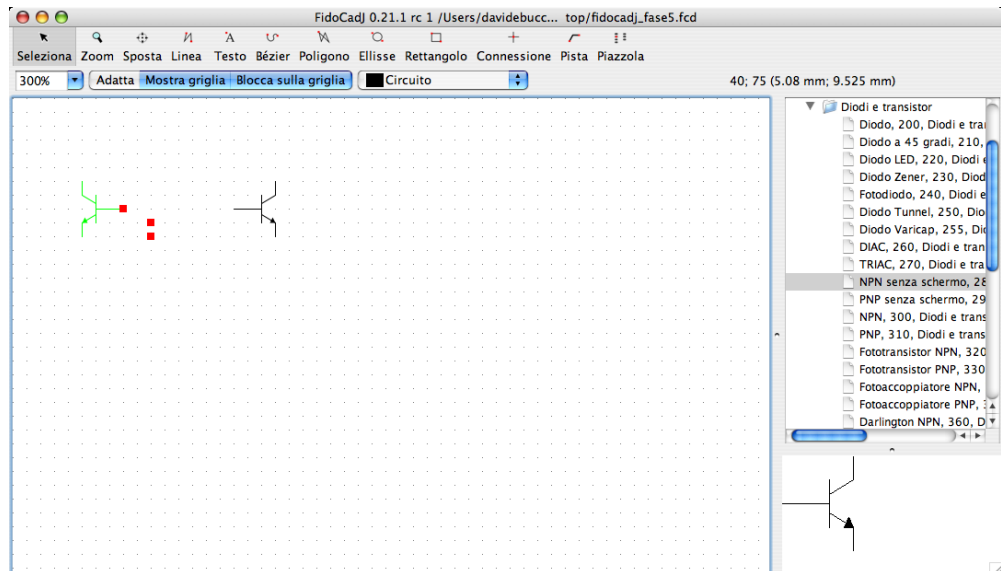 FidoCadJ 0.21.1 rc 1 /Users/davidebucc... top/fidocadj_fase5.fcd
Seleziona Zoom Sposta Linea Testo Bézier Poligono Ellisse Rettangolo Connessione Pista Piazzola
300% Adatta Mostra griglia Blocca sulla griglia Circuito 40; 75 (5.08 mm; 9.525 mm)
Diodi e transistor
Diodo, 200, Diodi e tra
Diodo a 45 gradi, 210,
Diodo LED, 220, Diodi e
Diodo Zener, 230, Diod
Fotodiodo, 240, Diodi e
Diodo Tunnel, 250, Dio
Diodo Varicap, 255, Dio
DIAC, 260, Diodi e tran
TRIAC, 270, Diodi e tra
NPN senza schermo, 28
PNP senza schermo, 29
NPN, 300, Diodi e trans
PNP, 310, Diodi e trans
Fototransistor NPN, 320
Fototransistor PNP, 330
Fotoaccoppiatore NPN,
Fotoaccoppiatore PNP, 3
Darlington NPN, 360, D